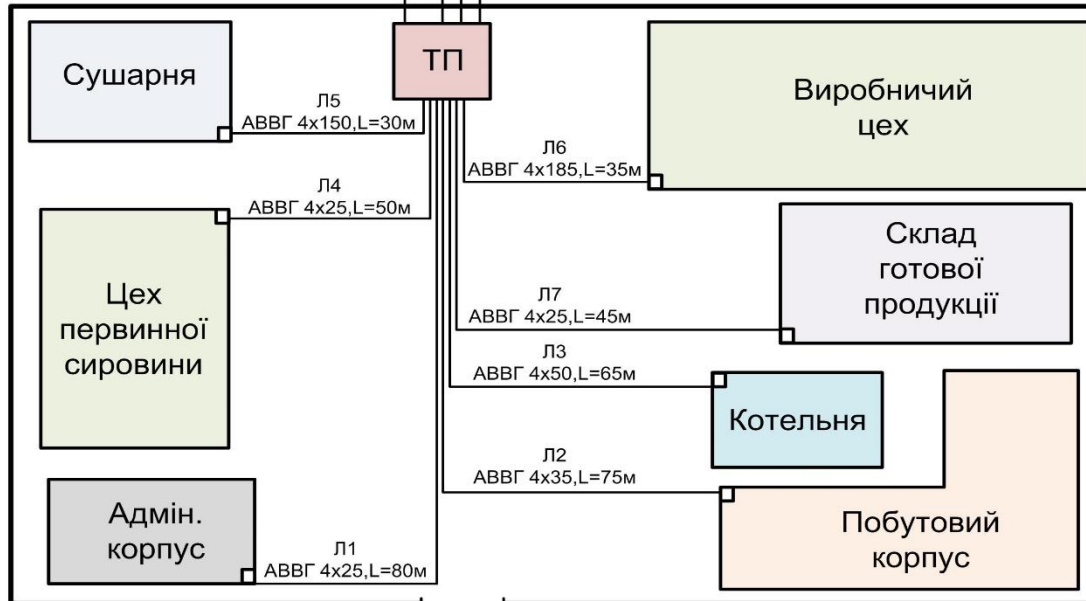 ТП
Сушарня
Л5
АВВГ 4х150,L=30м
Виробничий
цех
Л6
АВВГ 4х185,L=35м
Л4
АВВГ 4х25,L=50м
Цех
первинної
сировини
Склад
готової
продукції
Л7
АВВГ 4х25,L=45м
Л3
АВВГ 4х50,L=65м
Котельня
Л2
АВВГ 4х35,L=75м
Адмін.
корпус
Л1
АВВГ 4х25,L=80м
Побутовий
корпус